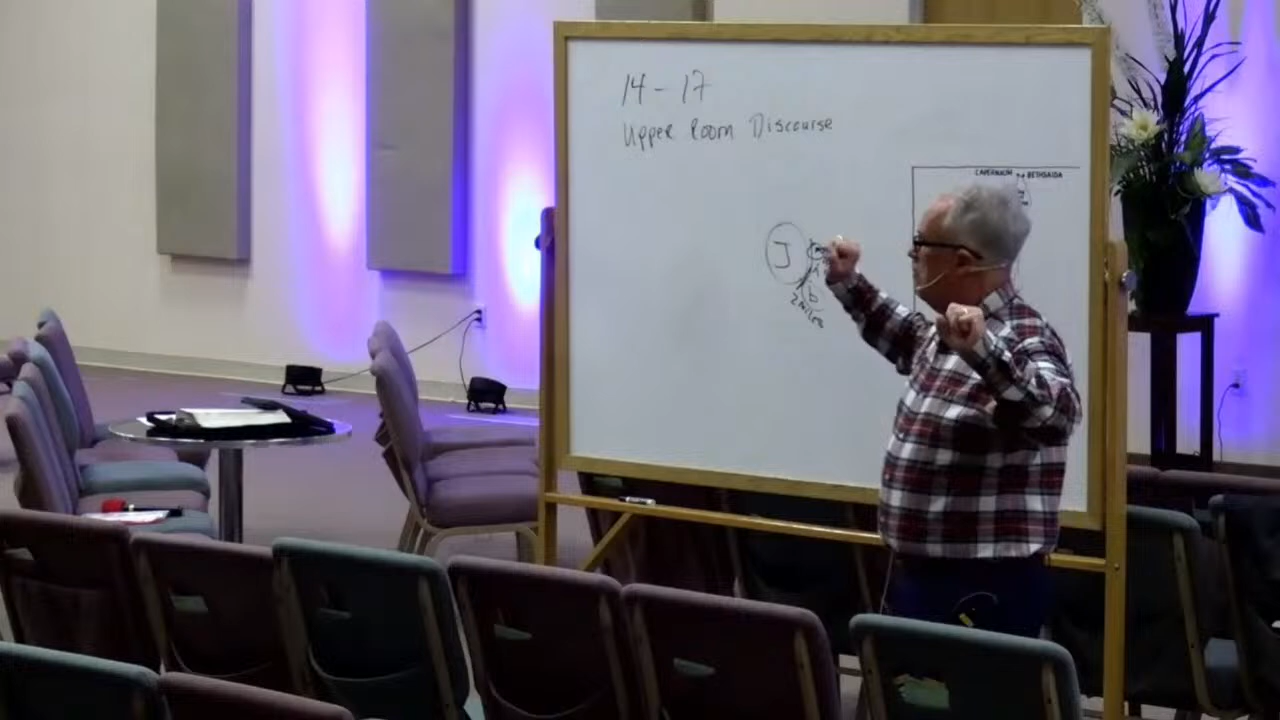 14 - 17
Upper Room Discourse
CAPERNAUM BETHSAIDA
J
b
2 miles